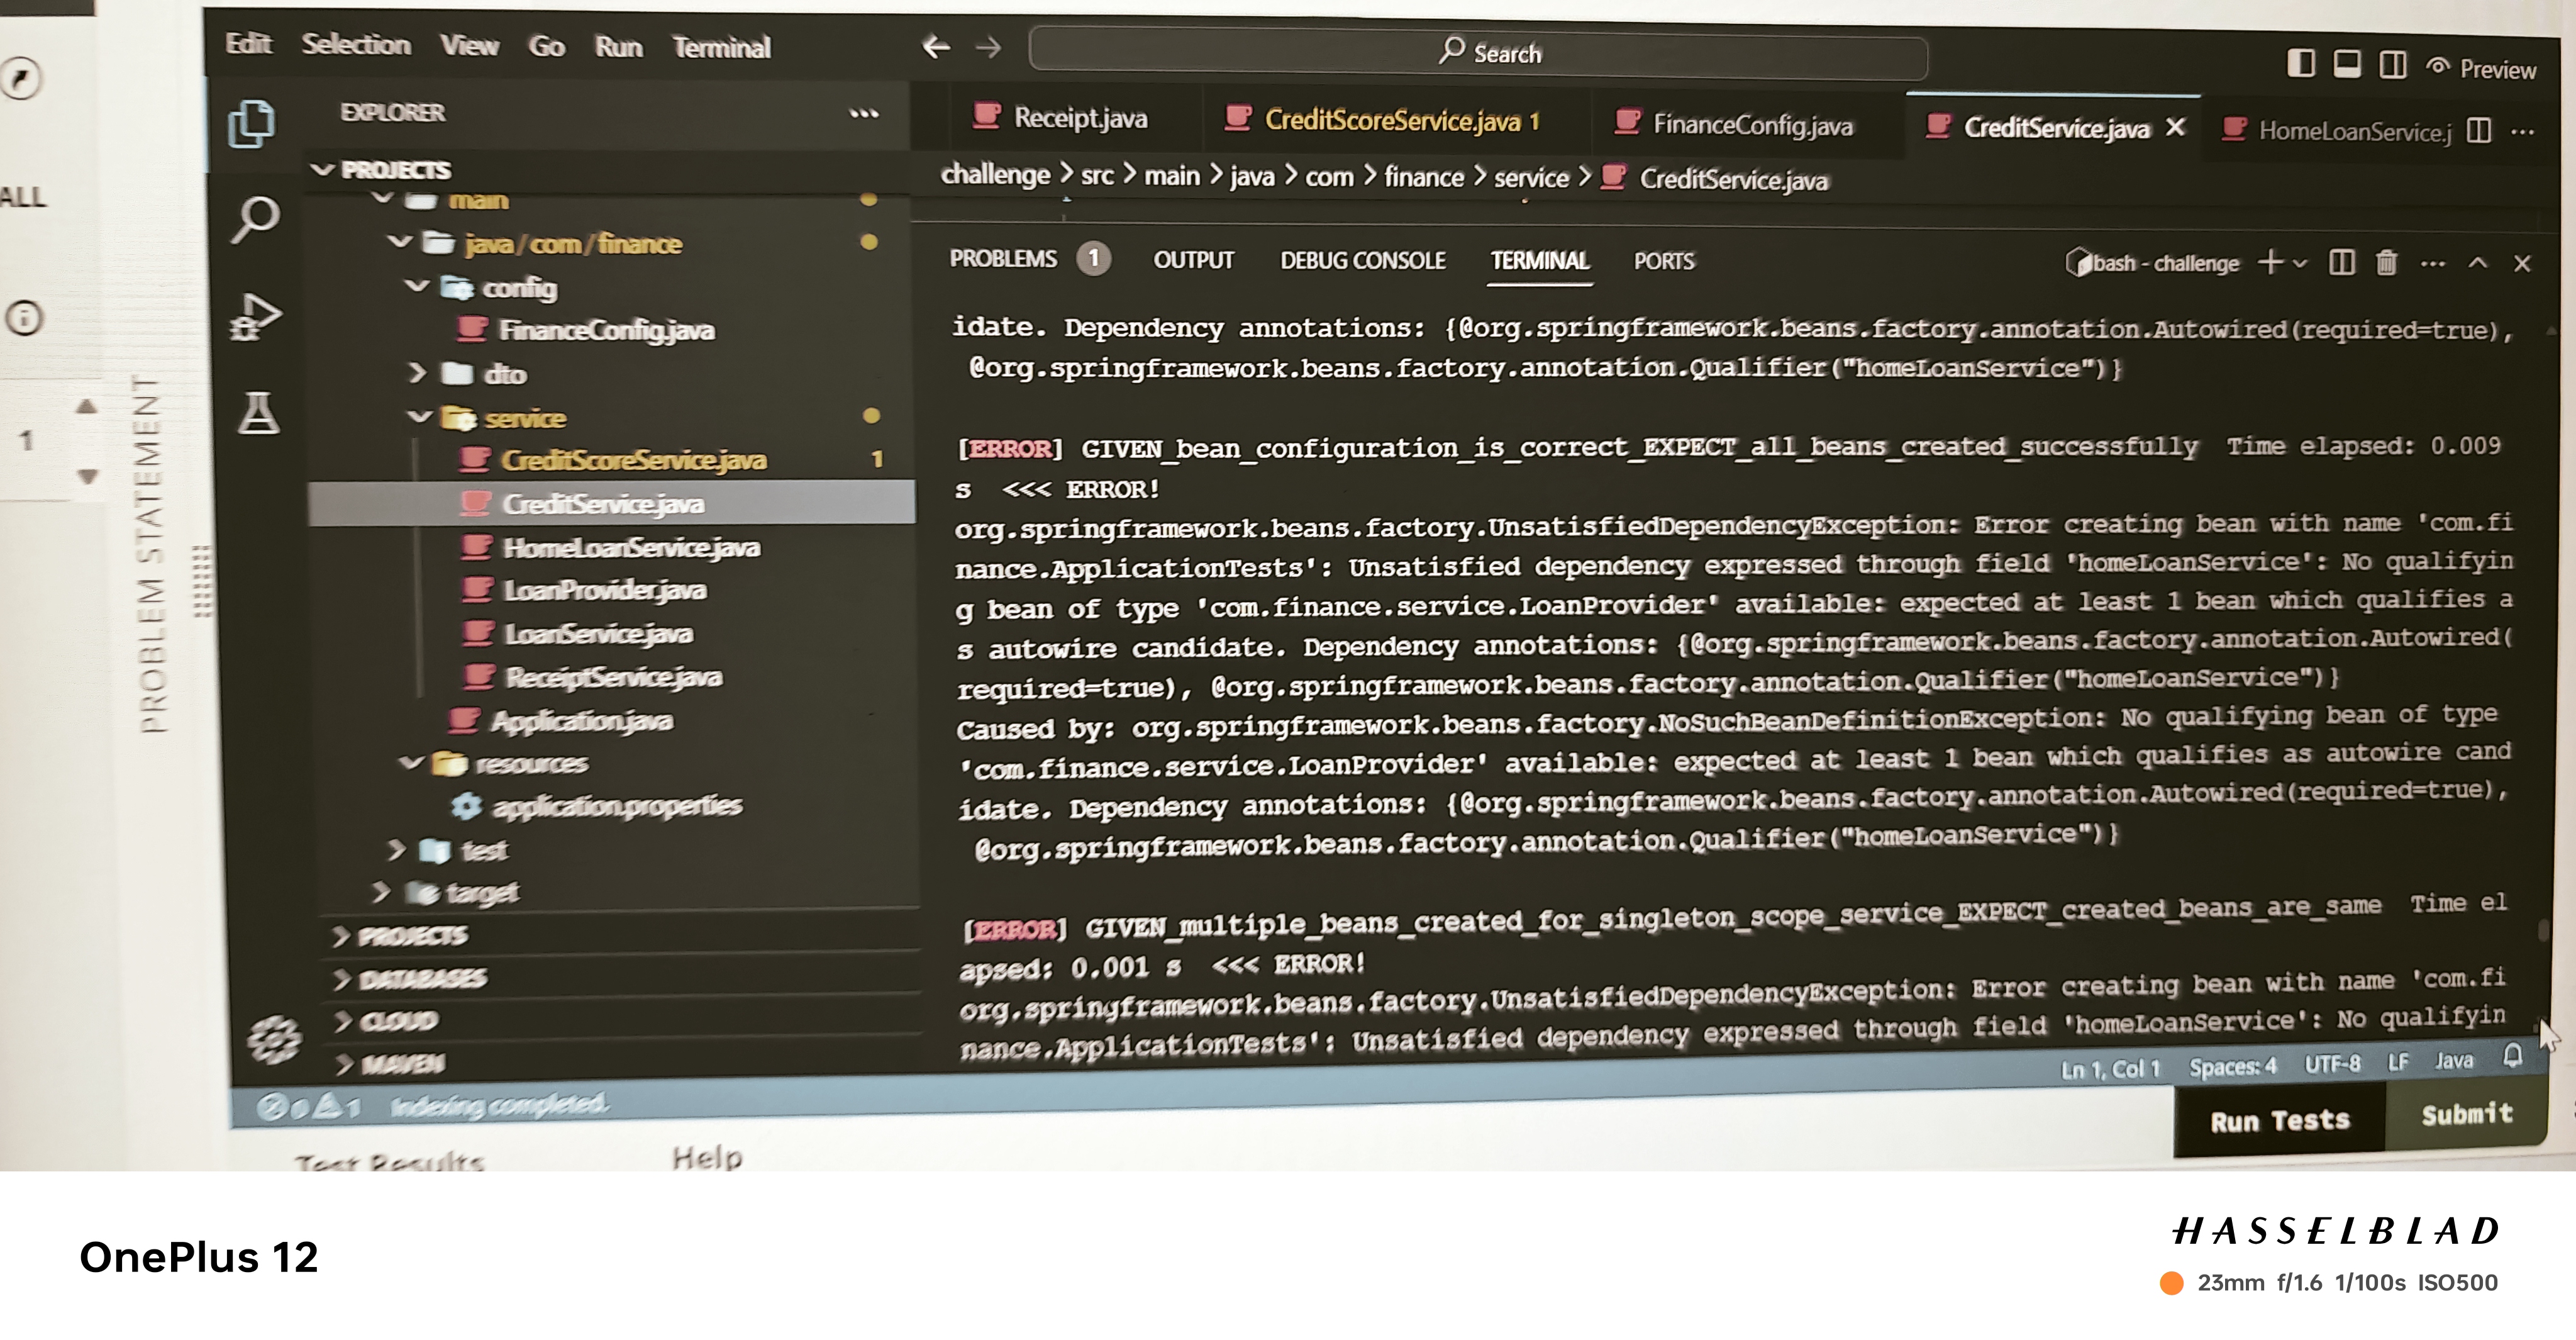 Edit Selection View Go Run Terminal
Search
Preview
ALL
1
PROBLEM STATEMENT
EXPLORER
PROJECTS
main
java/com/finance
config
FinanceConfig.java
dto
service
CreditScoreService.java 1
CreditService.java
HomeLoanService.java
LoanProvider.java
LoanService.java
ReceiptService.java
Application.java
resources
application.properties
test
target
PROJECTS
DATABASES
CLOUD
MAVEN
Receipt.java CreditScoreService.java 1 FinanceConfig.java CreditService.java HomeLoanService.j
challenge > src > main > java > com > finance > service > CreditService.java
PROBLEMS 1 OUTPUT DEBUG CONSOLE TERMINAL PORTS
bash - challenge
idate. Dependency annotations: {@org.springframework.beans.factory.annotation.Autowired(required=true),
@org.springframework.beans.factory.annotation.Qualifier("homeLoanService")}
[ERROR] GIVEN_bean_configuration_is_correct_EXPECT_all_beans_created_successfully Time elapsed: 0.009
s <<< ERROR!
org.springframework.beans.factory.UnsatisfiedDependencyException: Error creating bean with name 'com.fi
nance.ApplicationTests': Unsatisfied dependency expressed through field 'homeLoanService': No qualifyin
g bean of type 'com.finance.service.LoanProvider' available: expected at least 1 bean which qualifies a
s autowire candidate. Dependency annotations: {@org.springframework.beans.factory.annotation.Autowired(
required=true), @org.springframework.beans.factory.annotation.Qualifier("homeLoanService")}
Caused by: org.springframework.beans.factory.NoSuchBeanDefinitionException: No qualifying bean of type
'com.finance.service.LoanProvider' available: expected at least 1 bean which qualifies as autowire cand
idate. Dependency annotations: {@org.springframework.beans.factory.annotation.Autowired(required=true),
@org.springframework.beans.factory.annotation.Qualifier("homeLoanService")}
[ERROR] GIVEN_multiple_beans_created_for_singleton_scope_service_EXPECT_created_beans_are_same Time el
apsed: 0.001 s <<< ERROR!
org.springframework.beans.factory.UnsatisfiedDependencyException: Error creating bean with name 'com.fi
nance.ApplicationTests': Unsatisfied dependency expressed through field 'homeLoanService': No qualifyin
0 1 Indexing completed.
Ln 1, Col 1 Spaces: 4 UTF-8 LF Java
Run Tests Submit
Test Results Help
OnePlus 12
HASSELBLAD
23mm f/1.6 1/100s ISO500